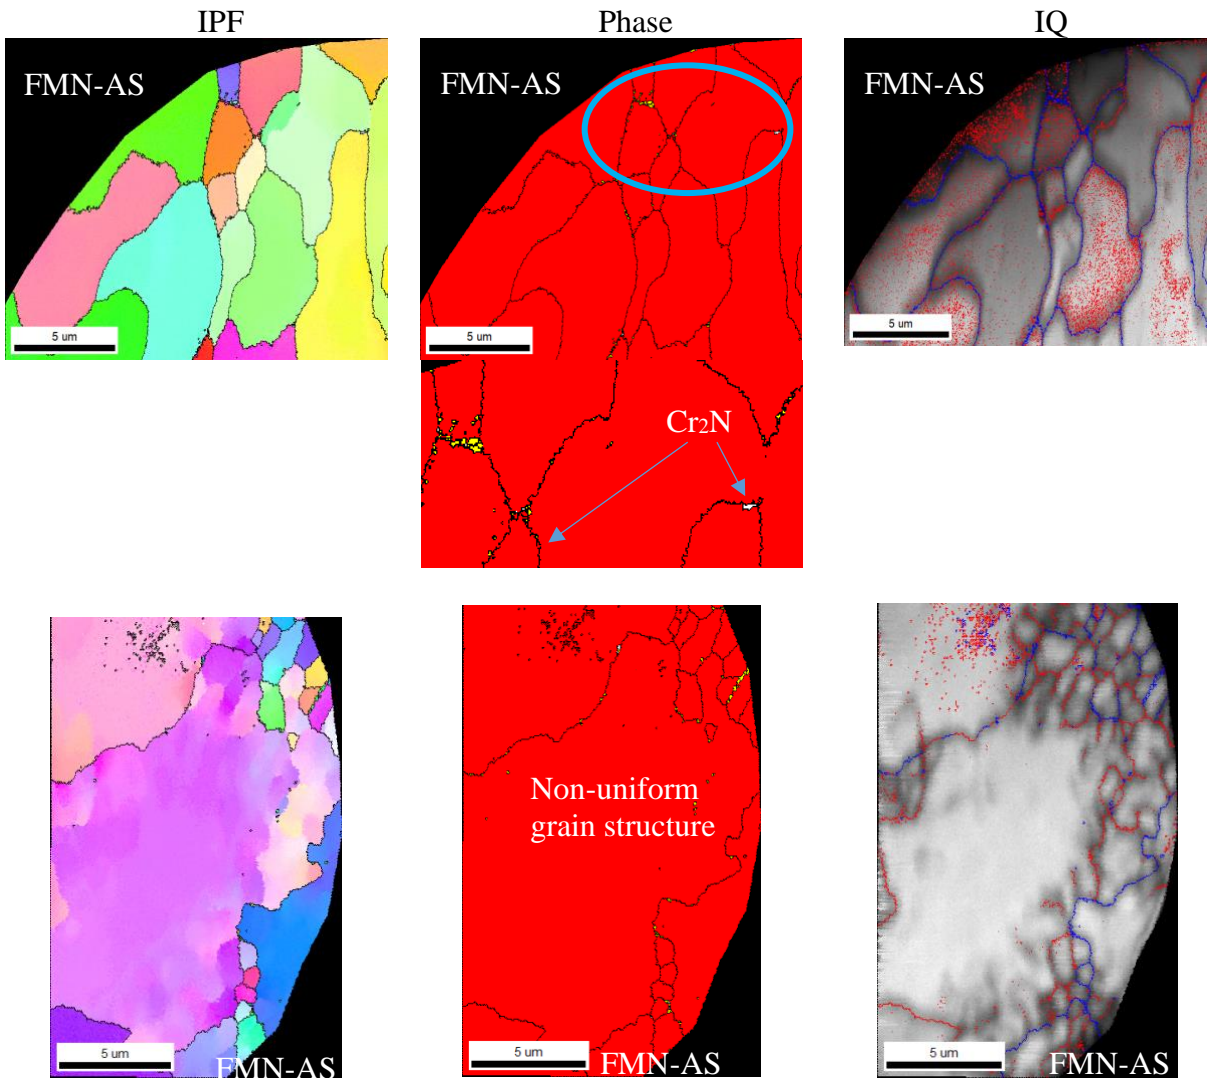 IPF
Phase
IQ
FMN-AS
FMN-AS
FMN-AS
5 um
5 um
5 um
Cr₂N
Non-uniform
grain structure
5 um
FMN-AS
5 um
FMN-AS
5 um
FMN-AS